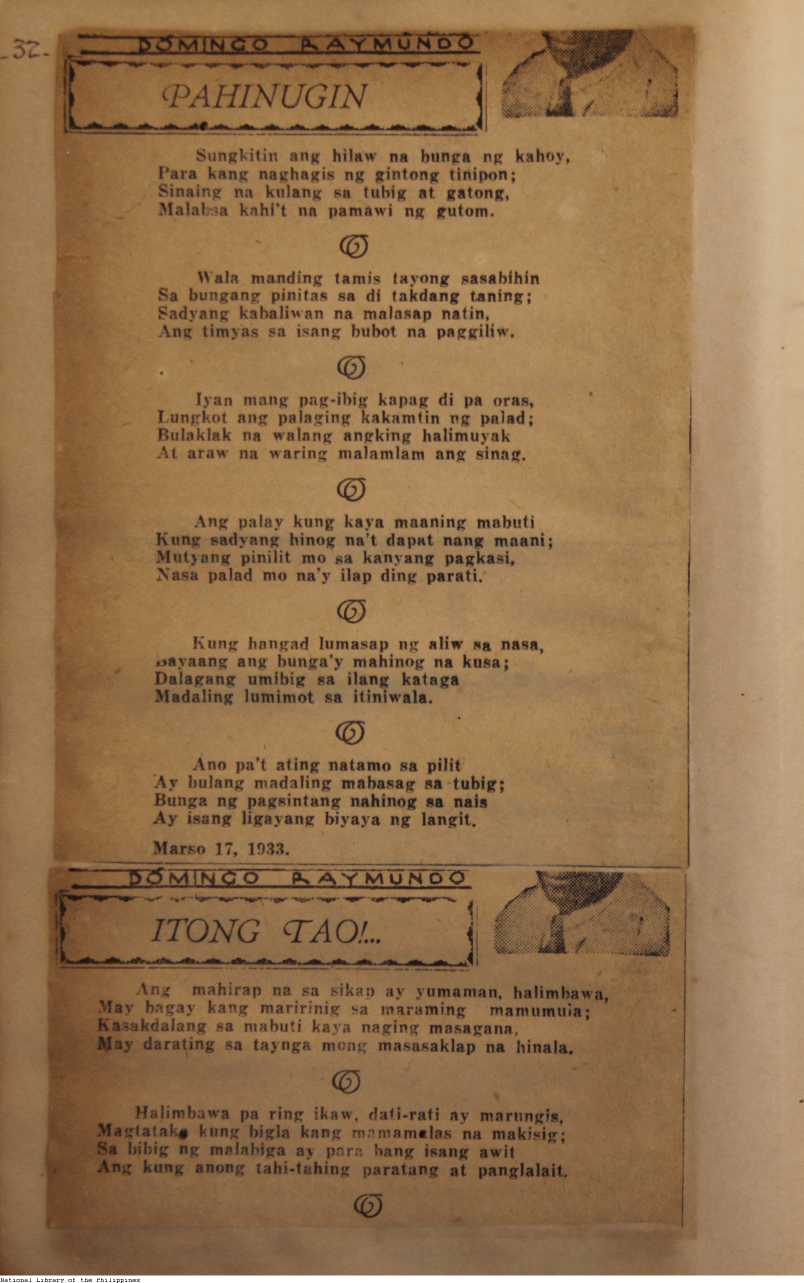 -32-
DOMINGO RAYMUNDO
PAHINUGIN
Sungkitin ang hilaw na bunga ng kahoy,
Para kang naghagis ng gintong tinipon;
Sinaing na kulang sa tubig at gatong,
Malabsa kahi't na pamawi ng gutom.
Wala manding tamis tayong sasabihin
Sa bungang pinitas sa di takdang taning;
Sadyang kabaliwan na malasap natin,
Ang timyas sa isang bubot na paggiliw.
Iyan mang pag-ibig kapag di pa oras,
Lungkot ang palaging kakamtin ng palad;
Bulaklak na walang angking halimuyak
At araw na waring malamlam ang sinag.
Ang palay kung kaya maaning mabuti
Kung sadyang hinog na't dapat nang maani;
Mutyang pinilit mo sa kanyang pagkasi,
Nasa palad mo na'y ilap ding parati.
Kung hangad lumasap ng aliw sa nasa,
ang bunga'y mahinog na kusa;
Dalagang umibig sa ilang kataga
Madaling lumimot sa itiniwala.
Ano pa't ating natamo sa pilit
Ay bulang madaling mabasag sa tubig;
Bunga ng pagsintang nahinog sa nais
Ay isang ligayang biyaya ng langit.
Marso 17, 1933.
DOMINGO RAYMUNDO
ITONG TAO!...
Ang mahirap na sa sikap ay yumaman, halimbawa,
May bagay kang maririnig sa maraming mamumula;
Kasakdalang sa mabuti kaya naging masagana,
May darating sa taynga mong masasaklap na hinala.
Halimbawa pa ring ikaw, dati-rati ay marungis,
Magtataka kung bigla kang mamamalas na makisig;
Sa bibig ng malabiga ay para bang isang awit
Ang kung anong tahi-tahing paratang at panglalait.
National Library of the Philippines